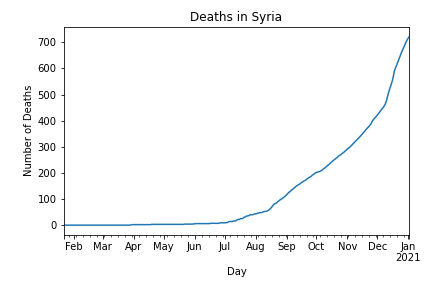 Deaths in Syria
Number of Deaths
700
600
500
400
300
200
100
0
Feb Mar Apr May Jun Jul Aug Sep Oct Nov Dec Jan
2021
Day